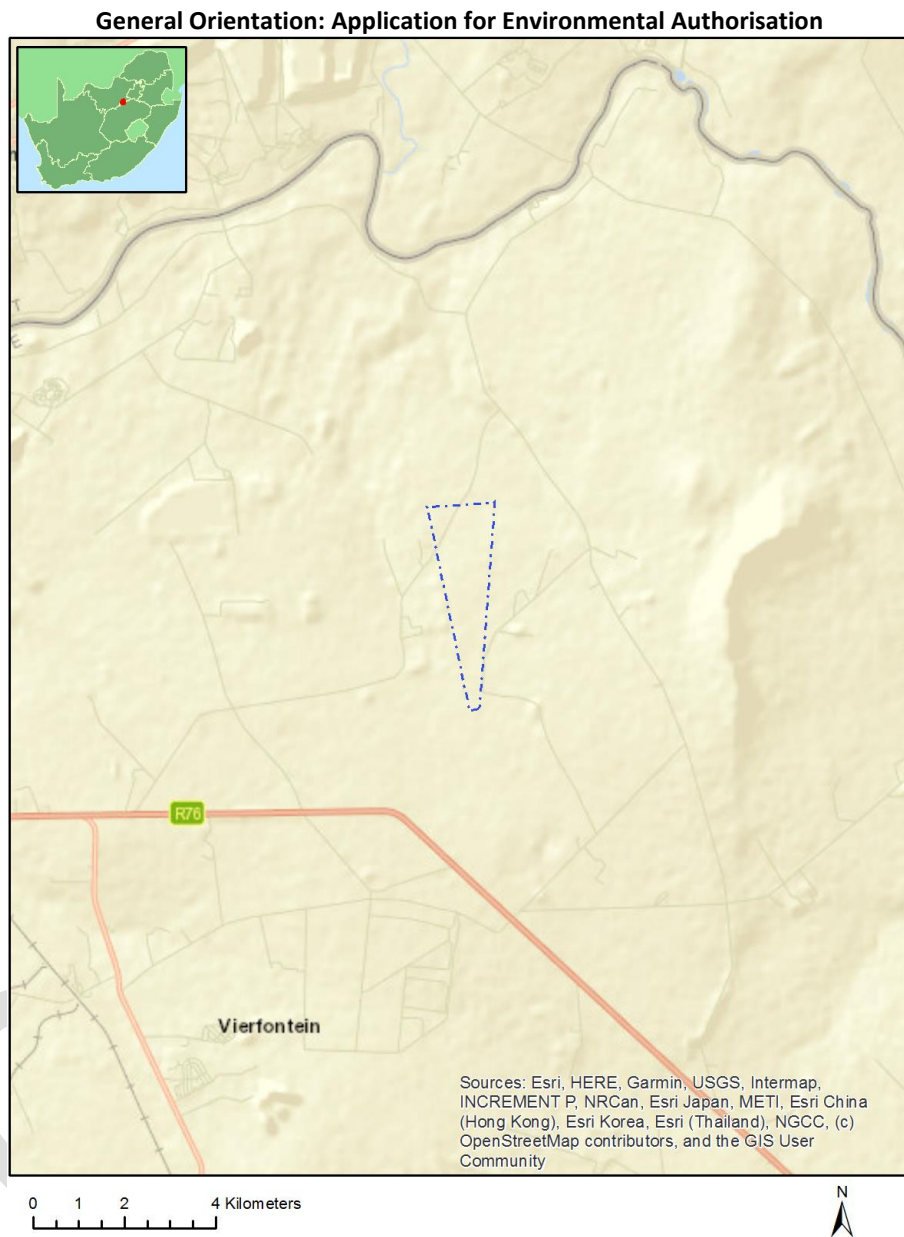 General Orientation: Application for Environmental Authorisation
T
E
R76
Vierfontein
Sources: Esri, HERE, Garmin, USGS, Intermap,
INCREMENT P, NRCan, Esri Japan, METI, Esri China
(Hong Kong), Esri Korea, Esri (Thailand), NGCC, (c)
OpenStreetMap contributors, and the GIS User
Community
0 1 2 4 Kilometers
N